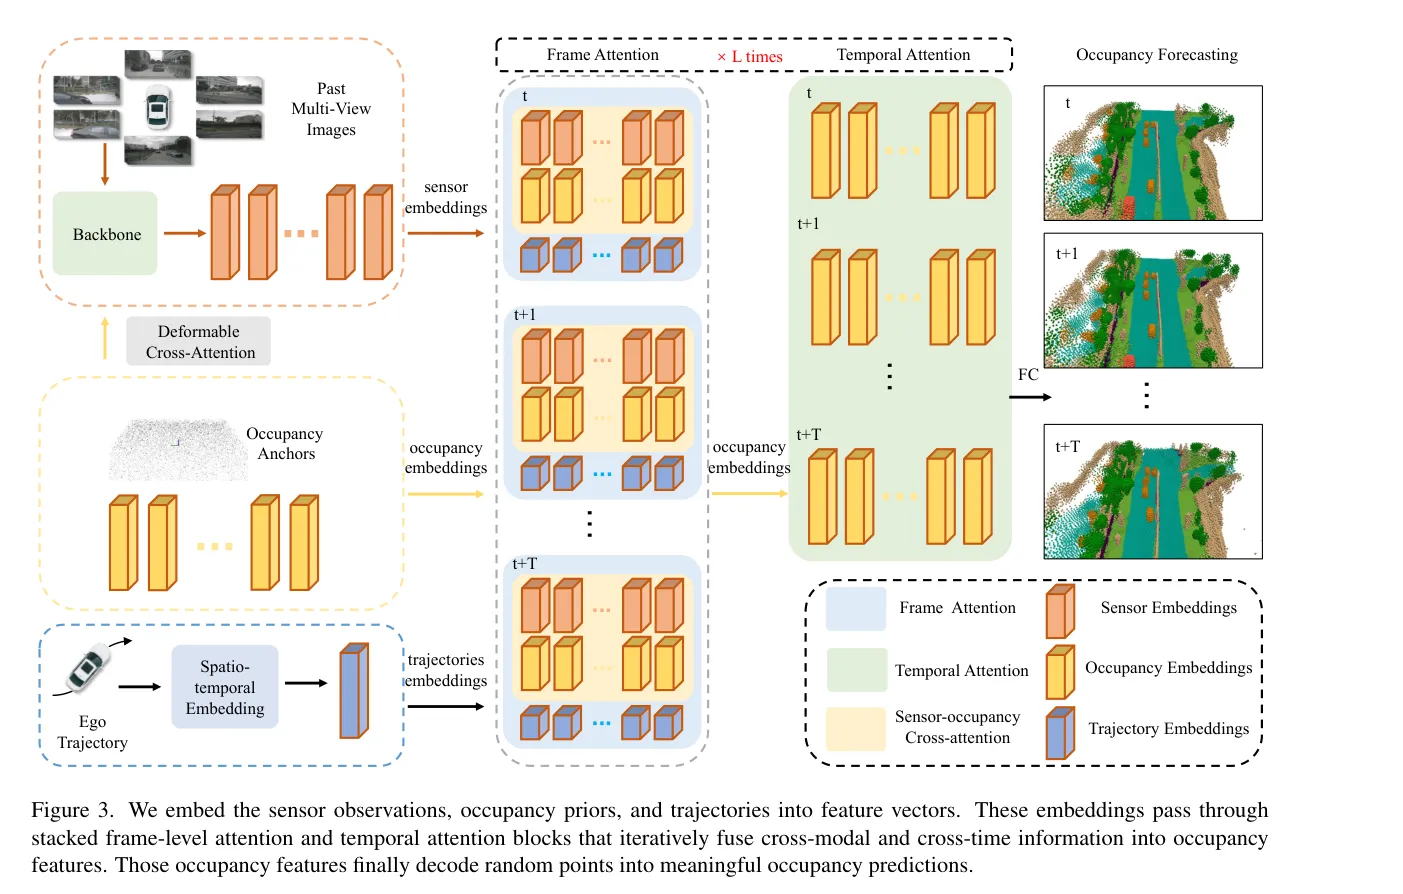 Past
Multi-View
Images
Backbone
sensor
embeddings
Deformable
Cross-Attention
Occupancy
Anchors
occupancy
embeddings
Ego
Trajectory
Spatio-
temporal
Embedding
trajectories
embeddings
Frame Attention
× L times
Temporal Attention
t
t+1
t+T
occupancy
embeddings
t
t+1
t+T
FC
Occupancy Forecasting
t
t+1
t+T
Frame Attention
Sensor Embeddings
Temporal Attention
Occupancy Embeddings
Sensor-occupancy
Cross-attention
Trajectory Embeddings
Figure 3. We embed the sensor observations, occupancy priors, and trajectories into feature vectors. These embeddings pass through
stacked frame-level attention and temporal attention blocks that iteratively fuse cross-modal and cross-time information into occupancy
features. Those occupancy features finally decode random points into meaningful occupancy predictions.